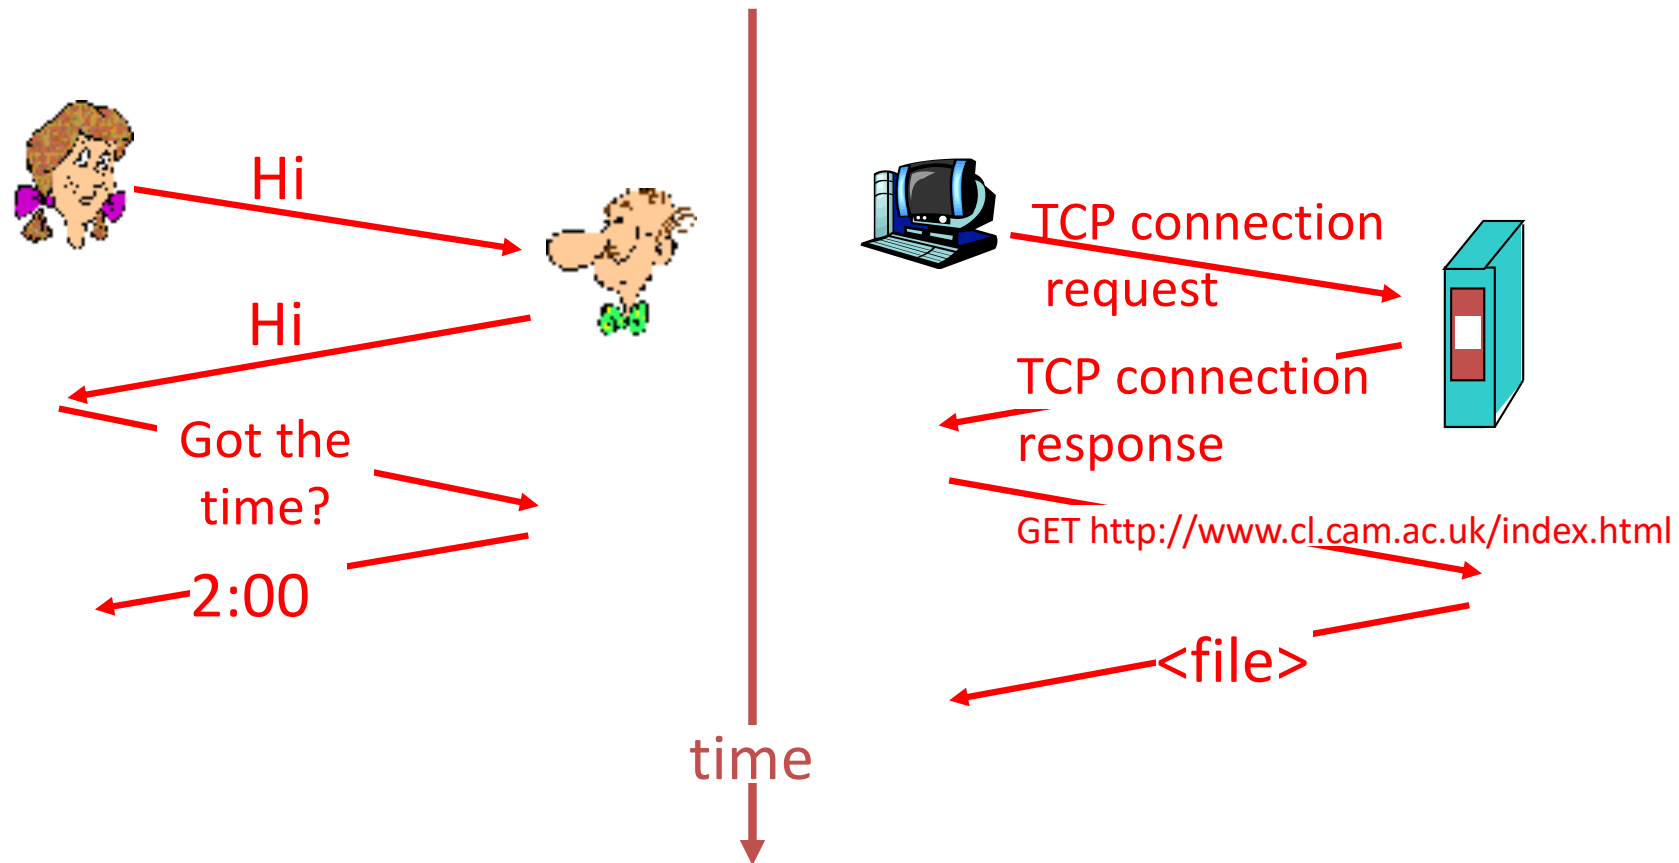 Hi
Hi
Got the
time?
2:00
time
TCP connection
request
TCP connection
response
GET http://www.cl.cam.ac.uk/index.html
<file>